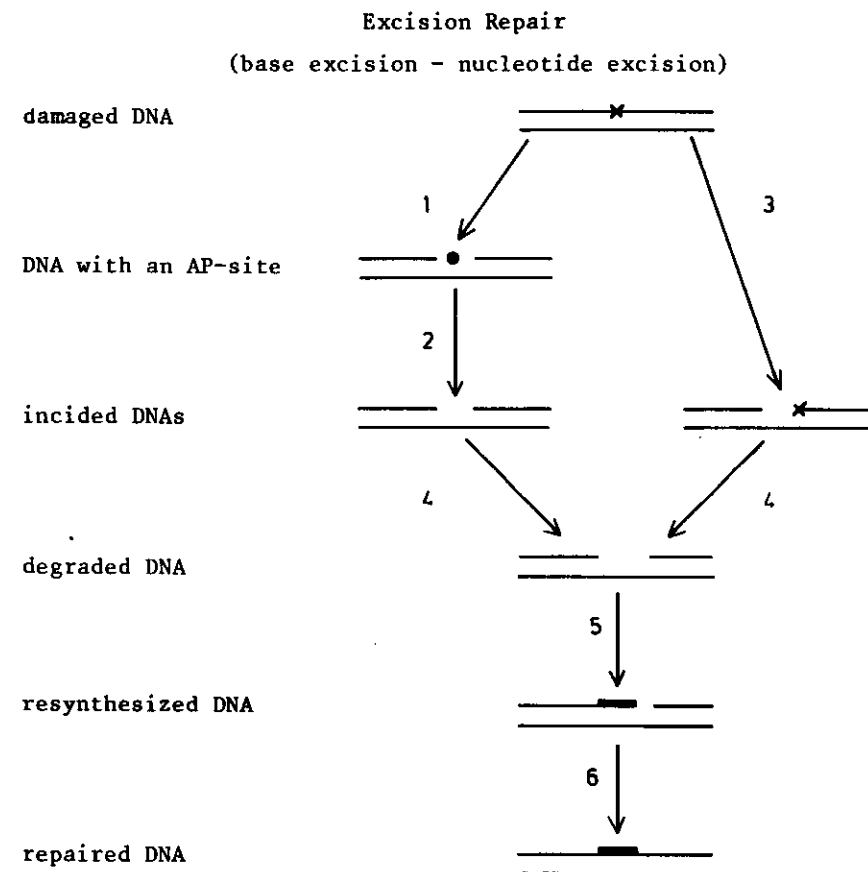 Excision Repair
(base excision - nucleotide excision)
damaged DNA
1
3
DNA with an AP-site
2
incided DNAs
4
4
degraded DNA
5
resynthesized DNA
6
repaired DNA